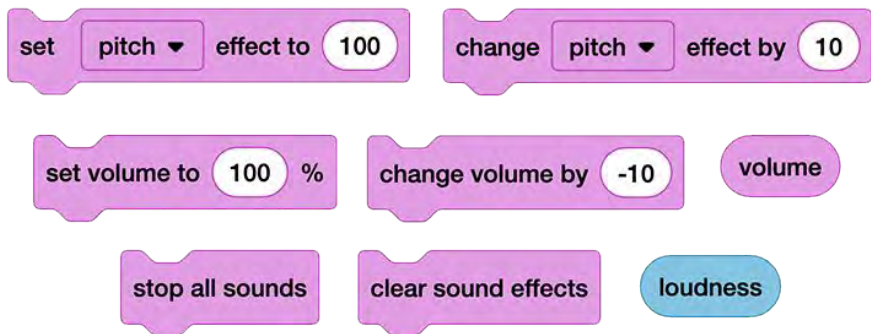 set pitch effect to 100 change pitch effect by 10
set volume to 100 % change volume by -10 volume
stop all sounds clear sound effects loudness